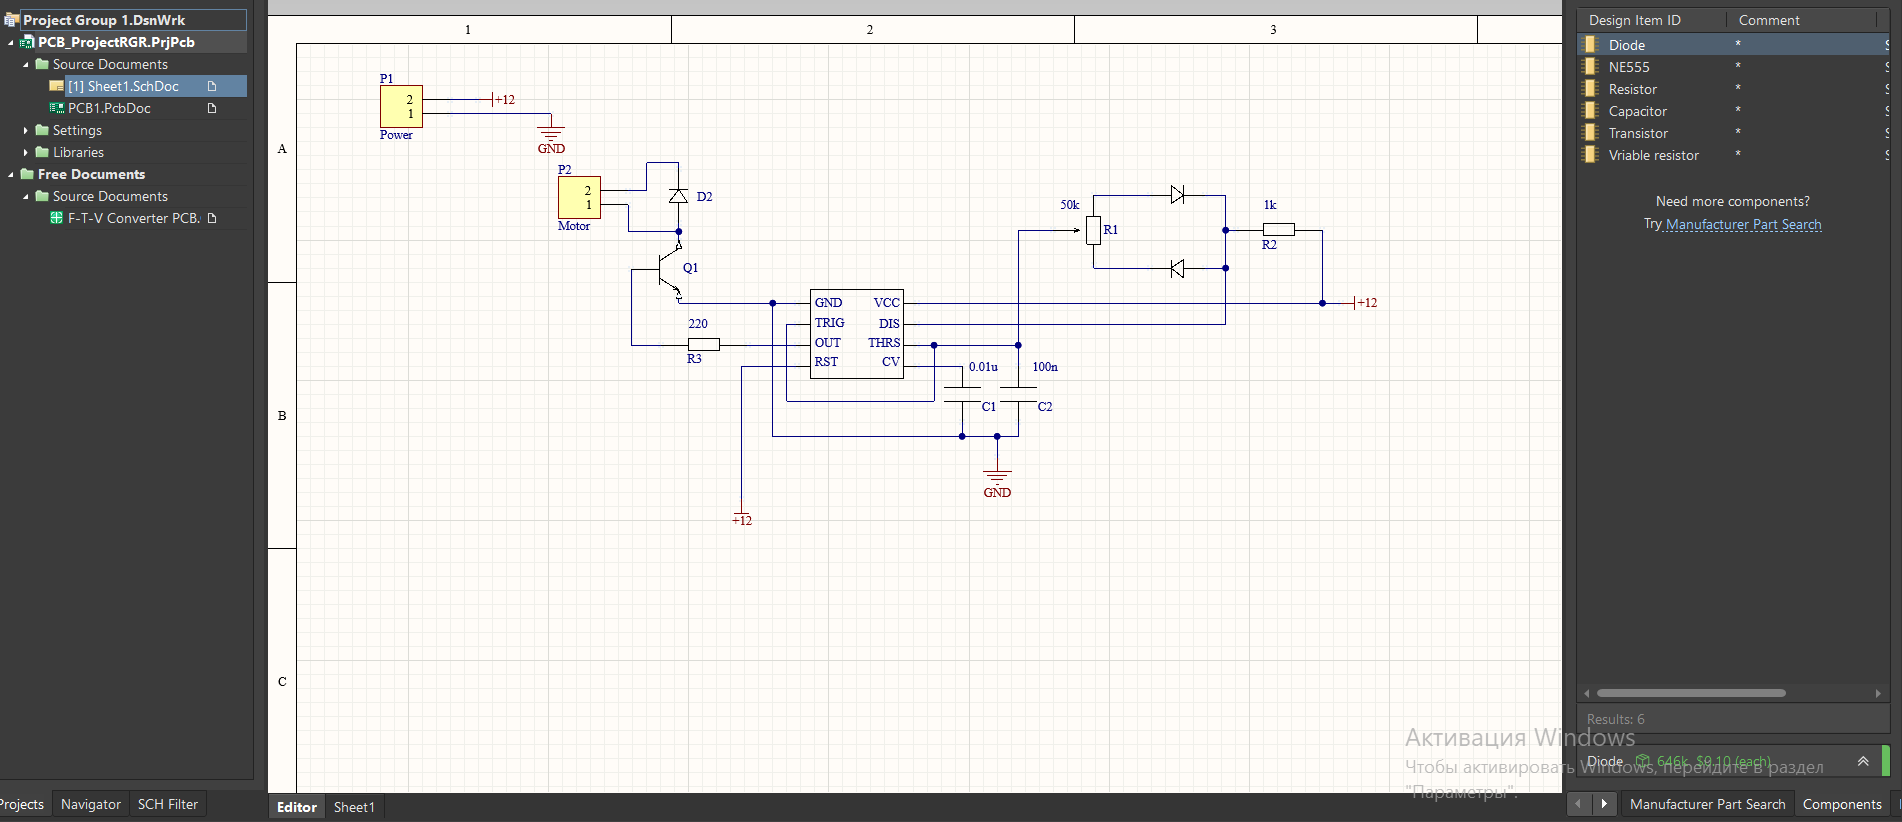 Project Group 1.DsnWrk
PCB_ProjectRGR.PrjPcb
Source Documents
[1] Sheet1.SchDoc
PCB1.PcbDoc
Settings
Libraries
Free Documents
Source Documents
F-T-V Converter PCB.
Projects Navigator SCH Filter
1 2 3
A
B
C
P1
2
1
Power
+12
GND
P2
2
1
Motor
D2
Q1
220
R3
GND VCC
TRIG DIS
OUT THRS
RST CV
50k
R1
1k
R2
+12
0.01u 100n
C1 C2
GND
+12
Editor Sheet1
Design Item ID Comment
Diode *
NE555 *
Resistor *
Capacitor *
Transistor *
Vriable resistor *
Need more components?
Try Manufacturer Part Search
Results: 6
Diode 646k $0.10 (each)
Активация Windows
Чтобы активировать Windows, перейдите в раздел
"Параметры".
Manufacturer Part Search Components